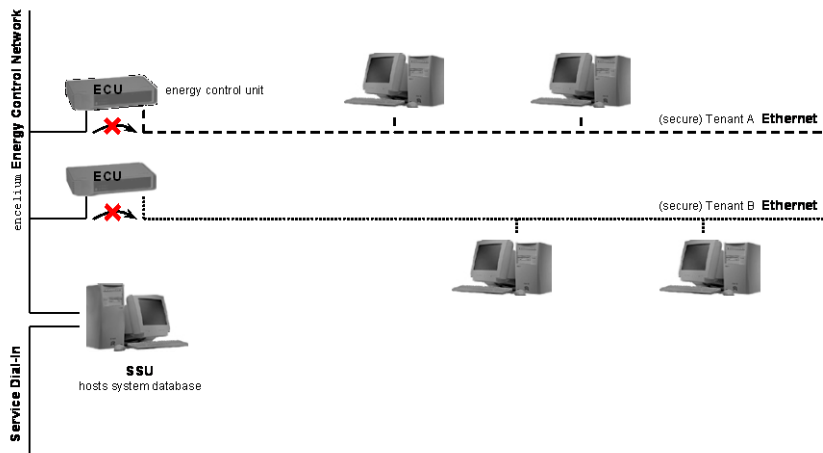 encelium Energy Control Network
ECU
energy control unit
(secure) Tenant A Ethernet
ECU
(secure) Tenant B Ethernet
SSU
hosts system database
Service Dial-In